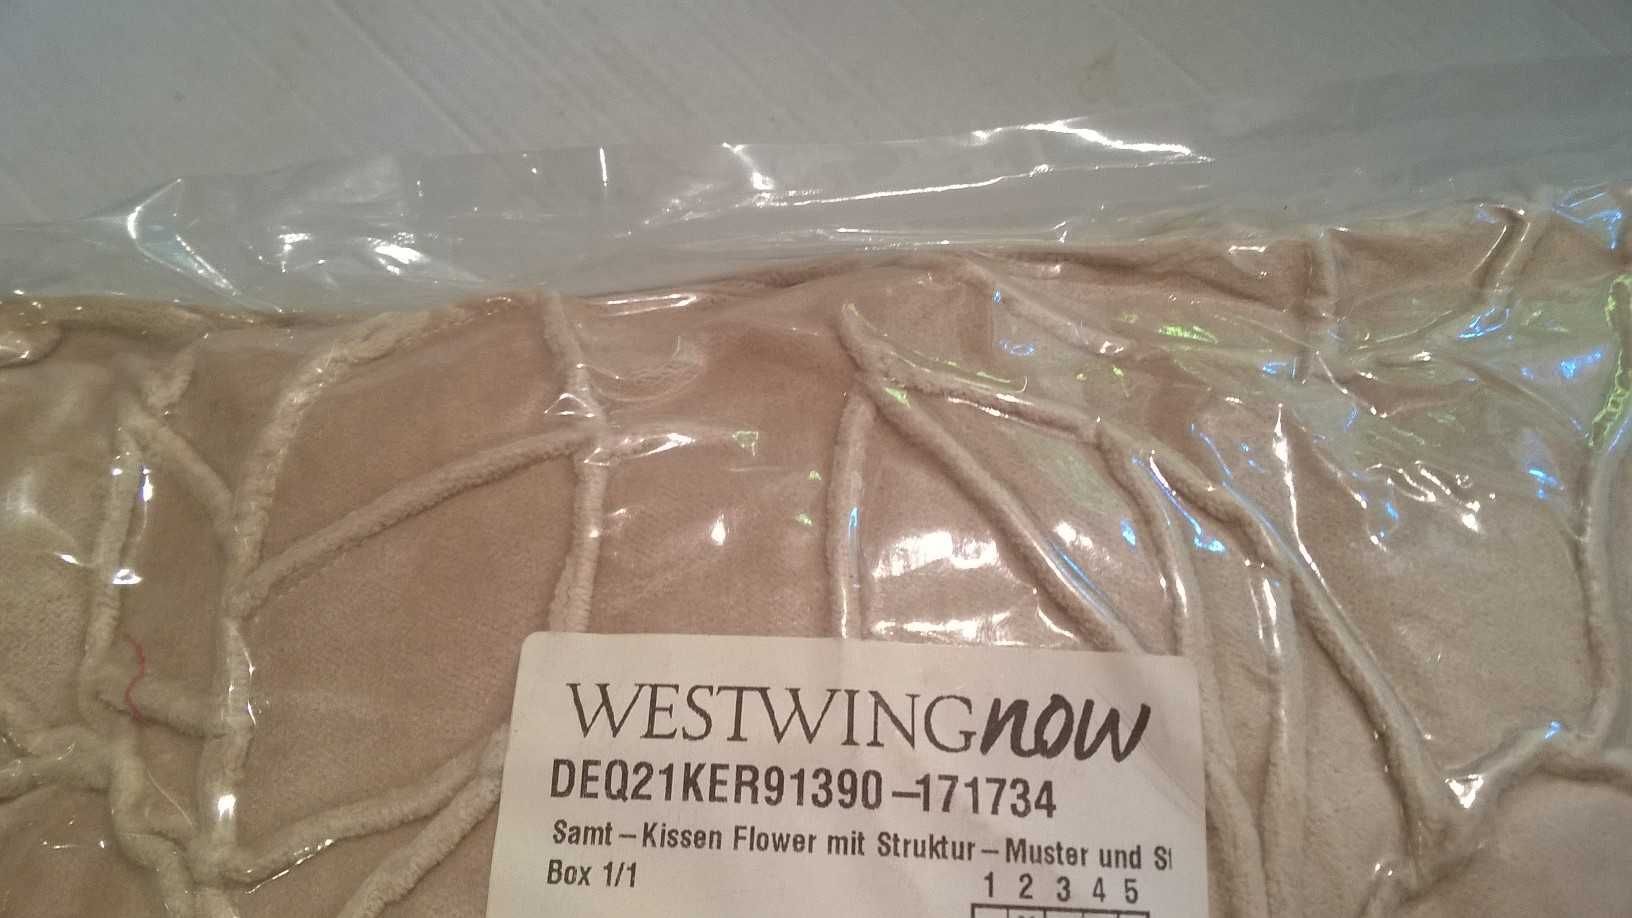 WESTWINGnow
DEQ21KER91390-171734
Samt-Kissen Flower mit Struktur-Muster und
Box 1/1
1 2 3 4 5